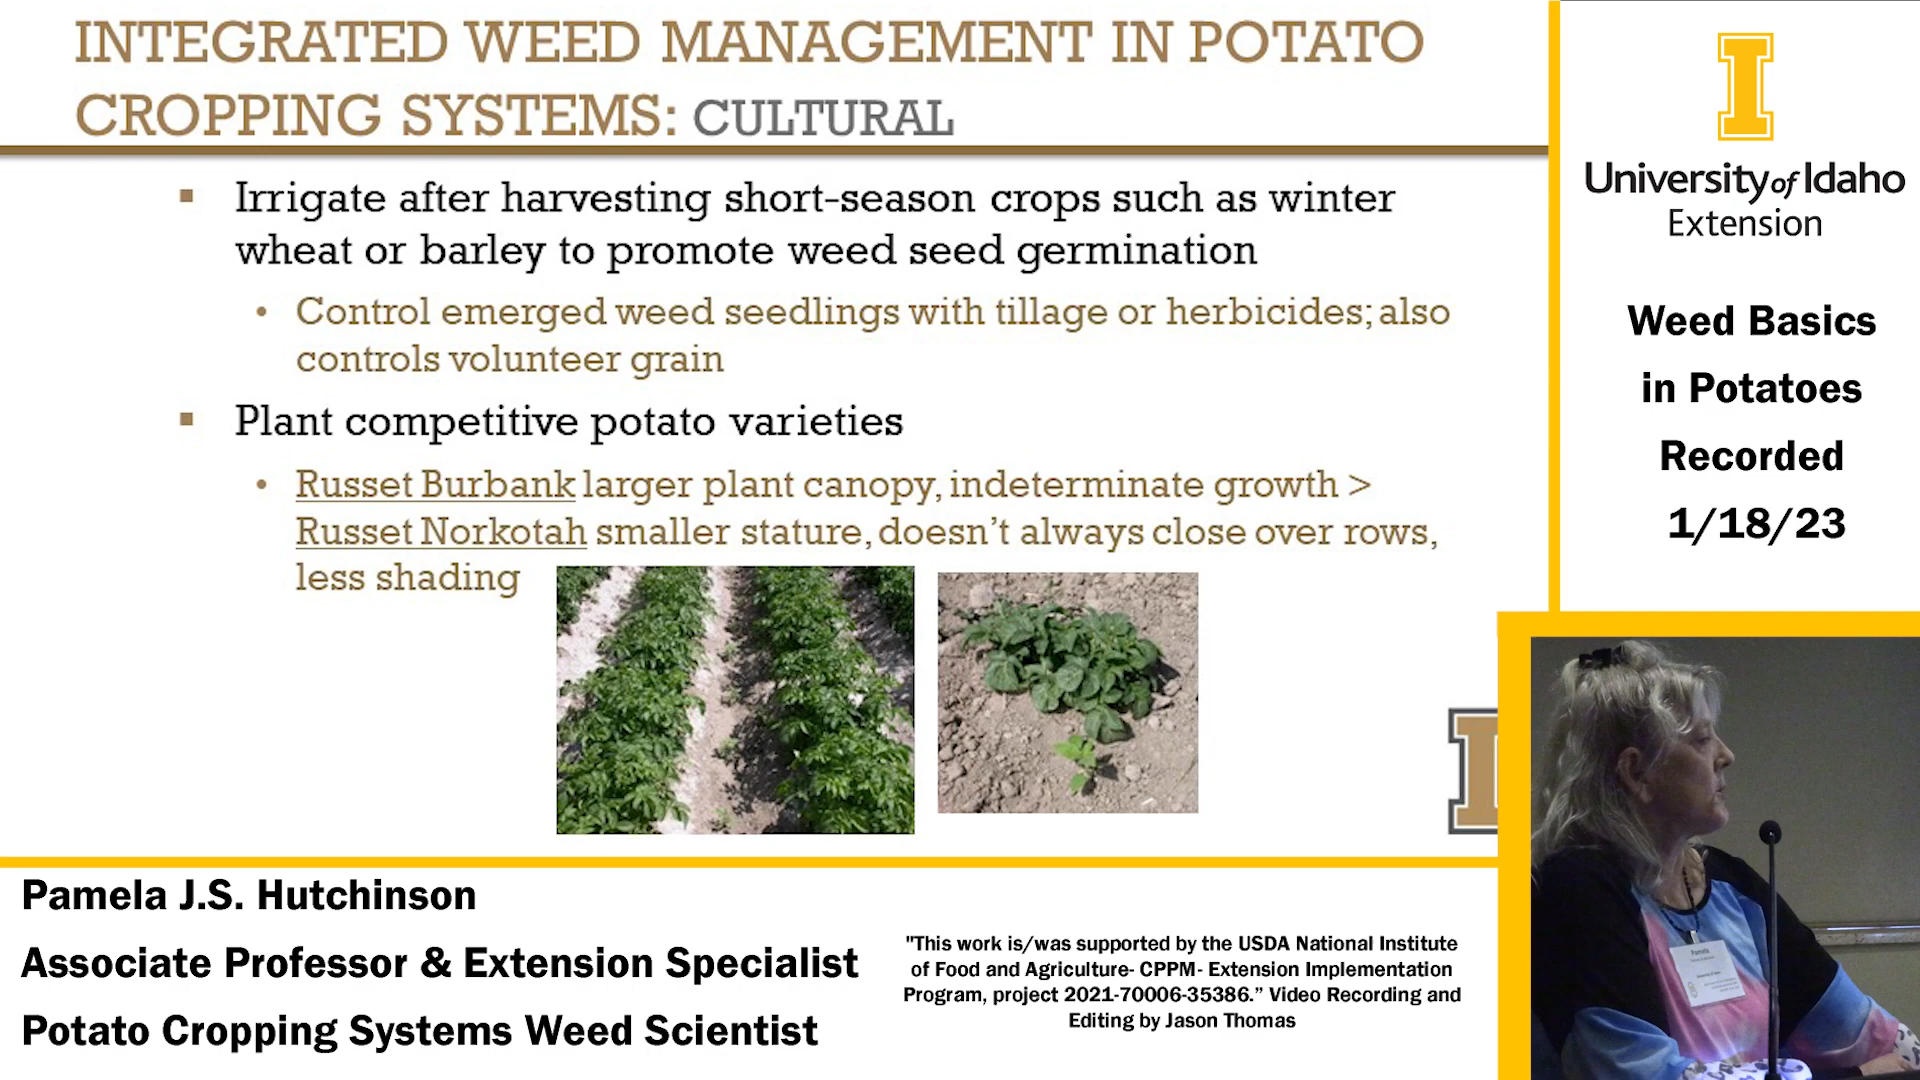 INTEGRATED WEED MANAGEMENT IN POTATO
CROPPING SYSTEMS: CULTURAL
▪ Irrigate after harvesting short-season crops such as winter
wheat or barley to promote weed seed germination
• Control emerged weed seedlings with tillage or herbicides; also
controls volunteer grain
▪ Plant competitive potato varieties
• Russet Burbank larger plant canopy, indeterminate growth >
Russet Norkotah smaller stature, doesn't always close over rows,
less shading
I
University of Idaho
Extension
Weed Basics
in Potatoes
Recorded
1/18/23
Pamela
Pamela J.S. Hutchinson
Associate Professor & Extension Specialist
Potato Cropping Systems Weed Scientist
"This work is/was supported by the USDA National Institute
of Food and Agriculture- CPPM- Extension Implementation
Program, project 2021-70006-35386.” Video Recording and
Editing by Jason Thomas